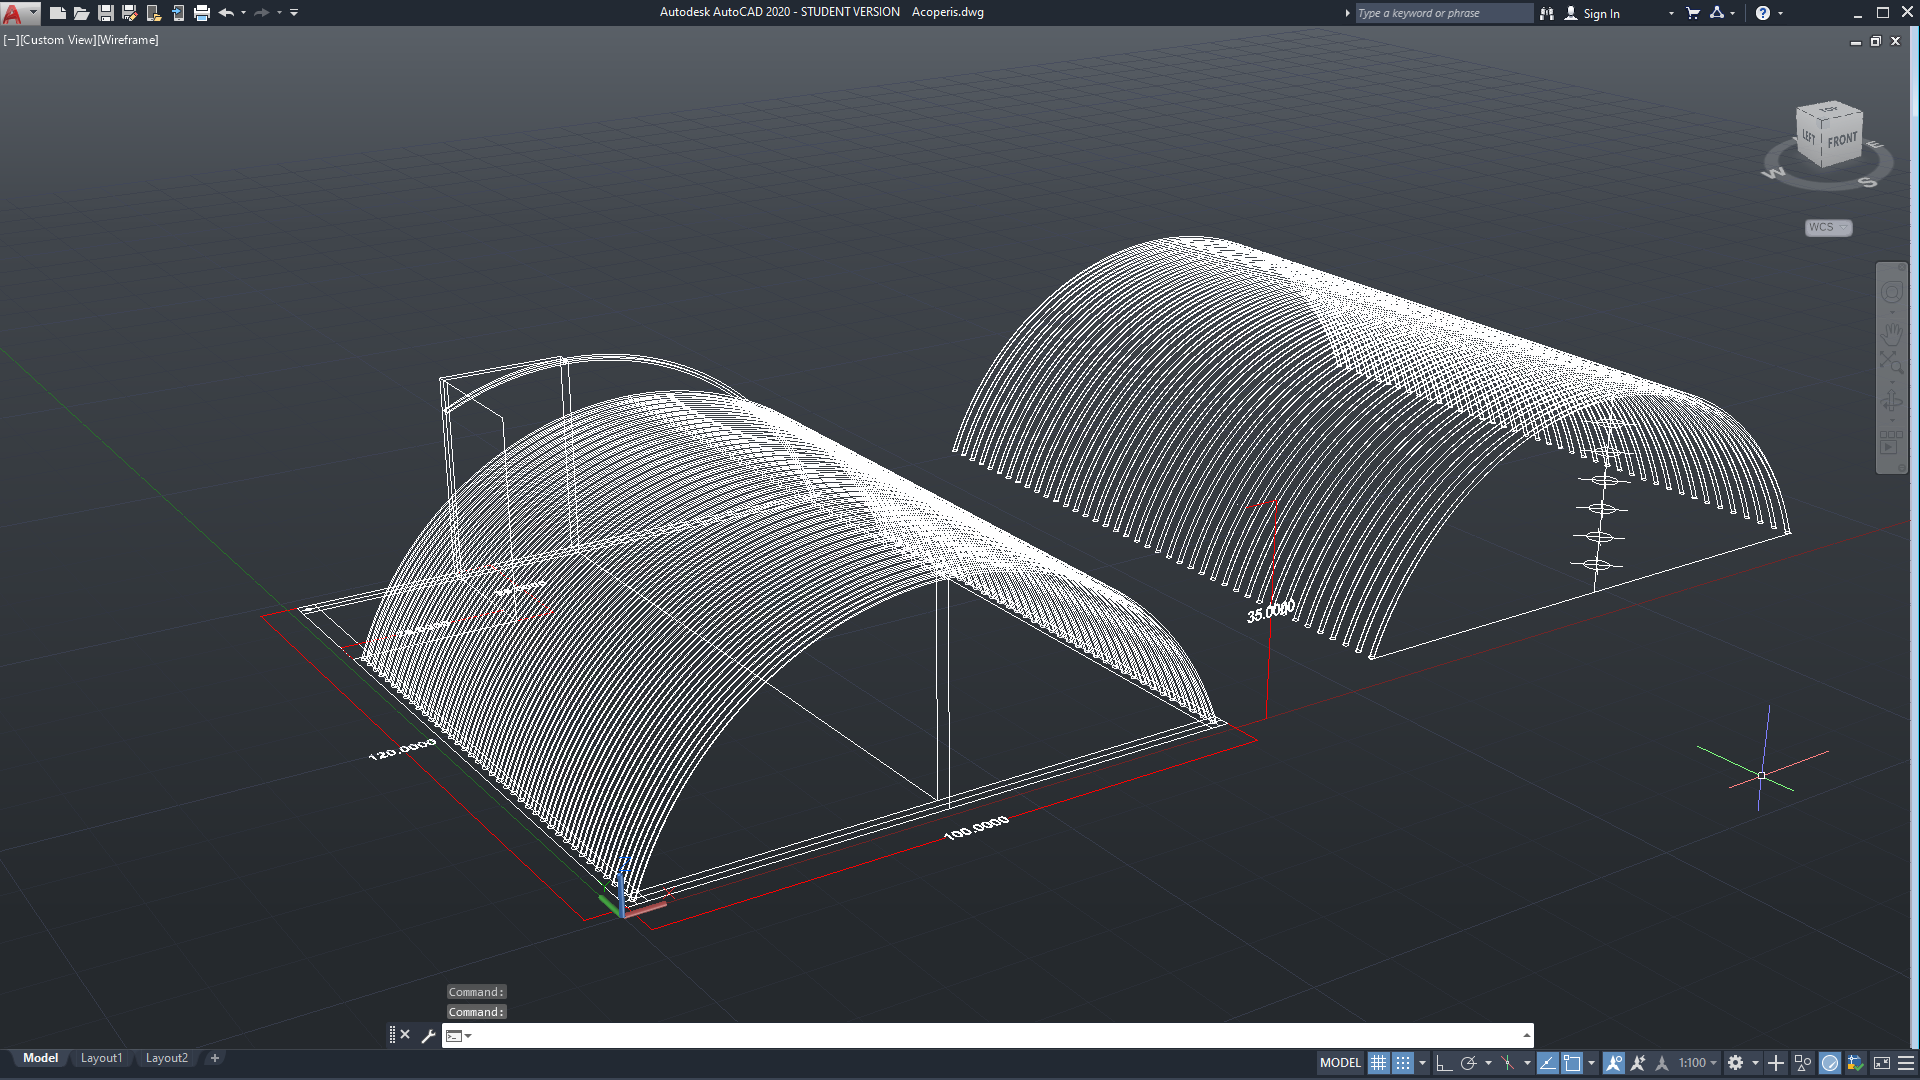 Autodesk AutoCAD 2020 - STUDENT VERSION Acoperis.dwg
Type a keyword or phrase
Sign In
[−][Custom View][Wireframe]
TOP
LEFT
FRONT
W
S
E
WCS
35.0000
120.0000
100.0000
Command:
Command:
Model
Layout1
Layout2
MODEL
1:100